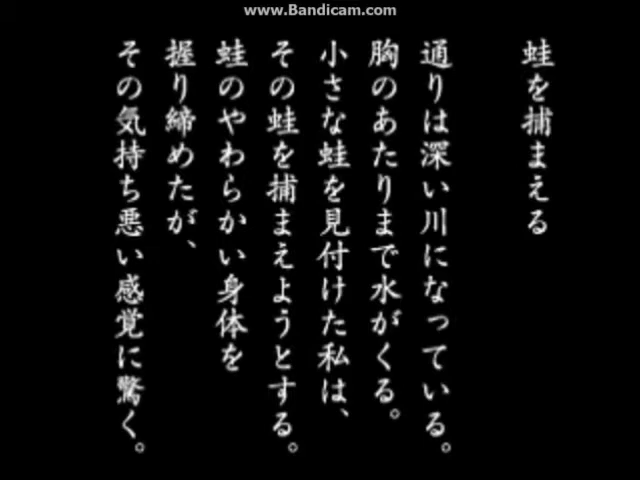 www.Bandicam.com
蛙を捕まえる
通りは深い川になっている。
胸のあたりまで水がくる。
小さな蛙を見付けた私は、
その蛙を捕まえようとする。
蛙のやわらかい身体を
握り締めたが、
その気持ち悪い感覚に驚く。